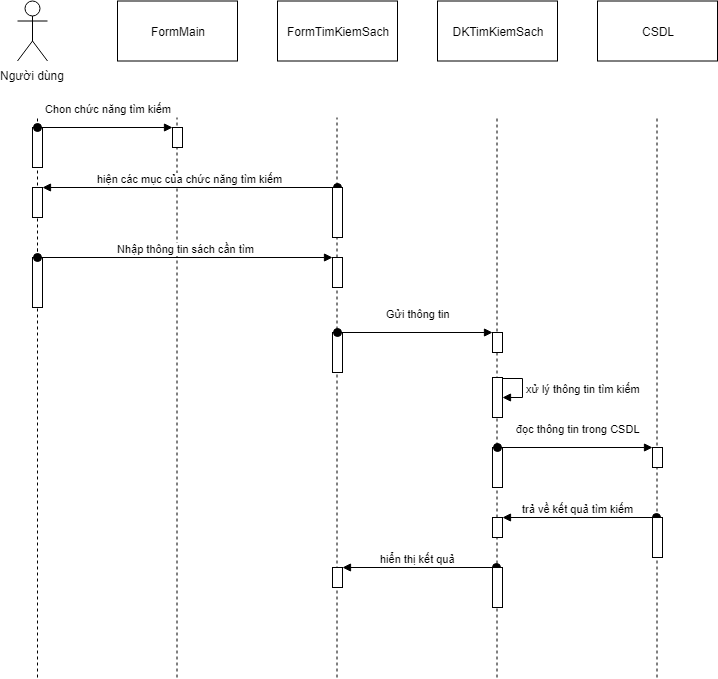 FormMain
FormTimKiemSach
DKTimKiemSach
CSDL
Người dùng
Chon chức năng tìm kiếm
hiện các mục của chức năng tìm kiếm
Nhập thông tin sách cần tìm
Gửi thông tin
xử lý thông tin tìm kiếm
đọc thông tin trong CSDL
trả về kết quả tìm kiếm
hiển thị kết quả